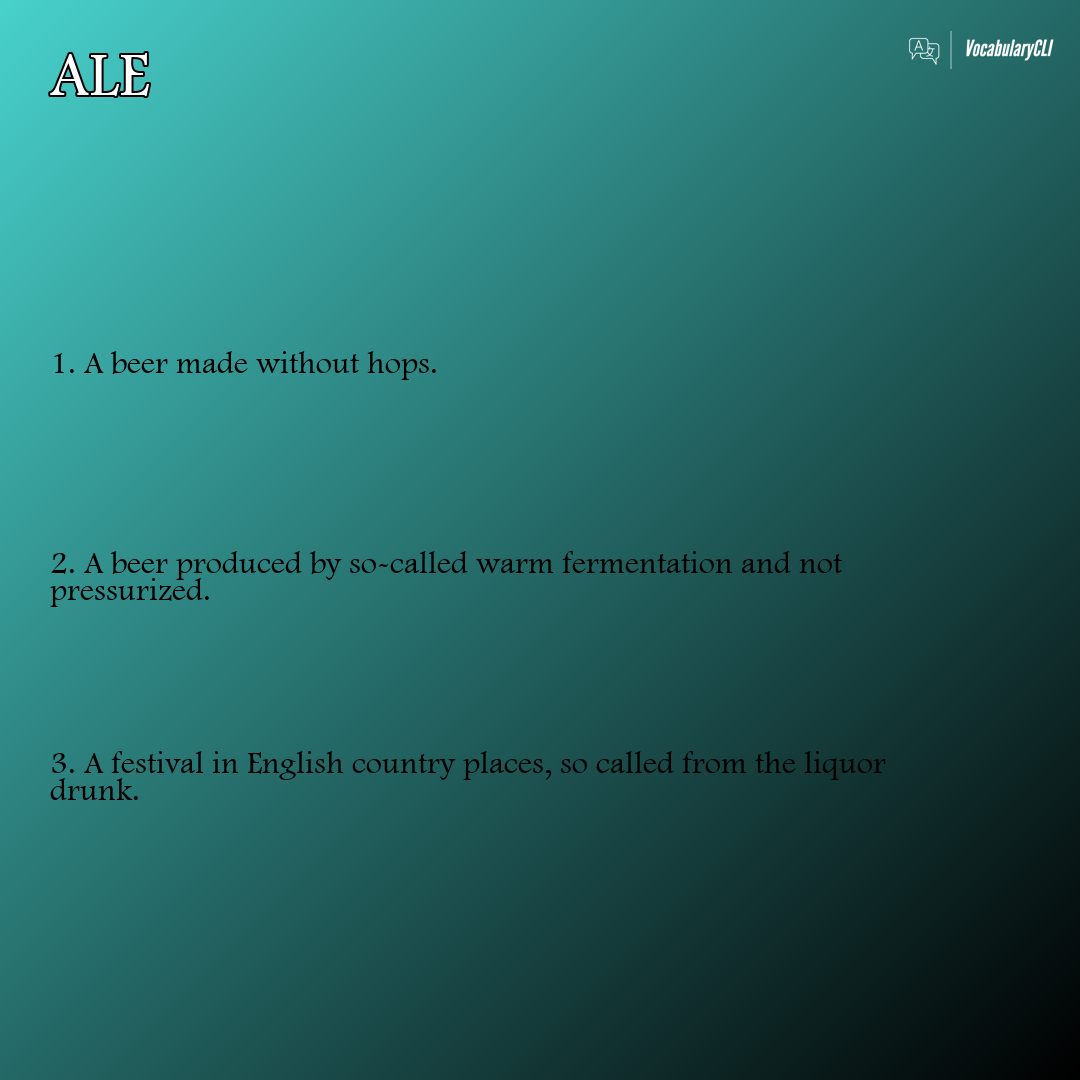 ALE
VocabularyCLI
1. A beer made without hops.
2. A beer produced by so-called warm fermentation and not
pressurized.
3. A festival in English country places, so called from the liquor
drunk.